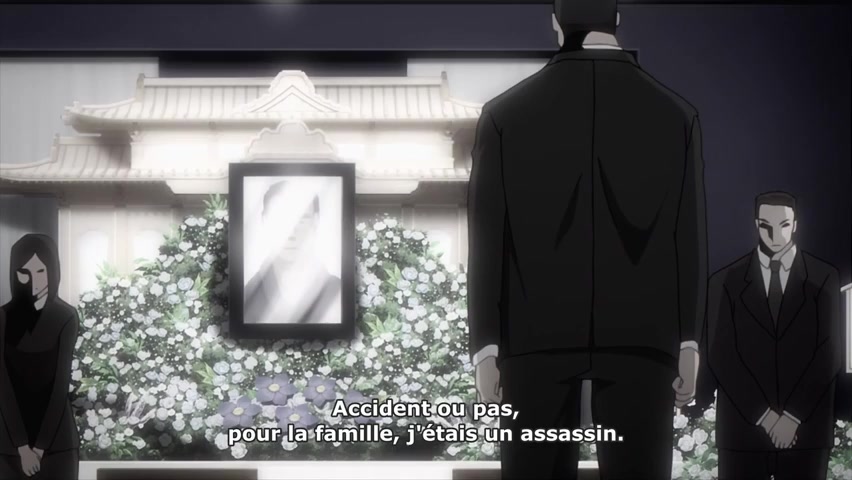 Accident ou pas,
pour la famille, j'étais un assassin.